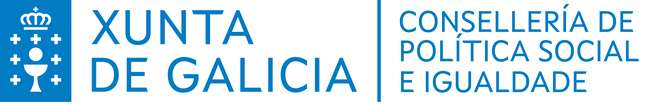 XUNTA
DE GALICIA
CONSELLERÍA DE
POLÍTICA SOCIAL
E IGUALDADE